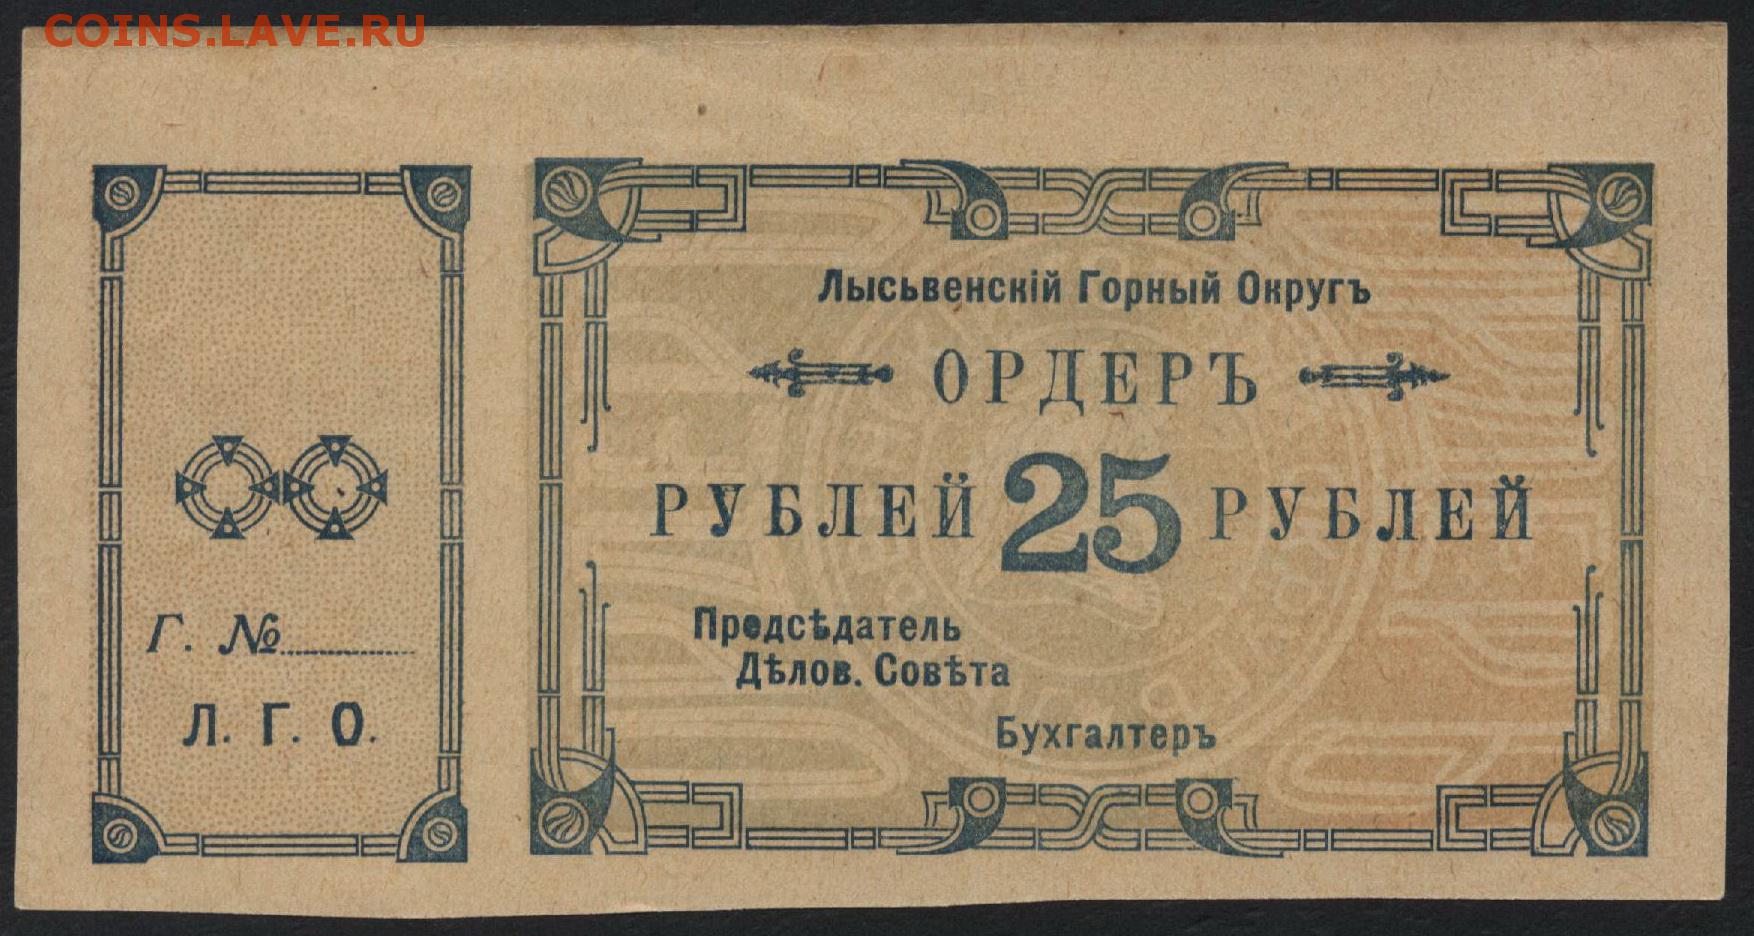 COINS.LAVE.RU
Г. №
Л. Г. О.
Лысьвенскій Горный Округъ
ОРДЕРЪ
РУБЛЕЙ 25 РУБЛЕЙ
Предсѣдатель
Дѣлов. Совѣта
Бухгалтеръ